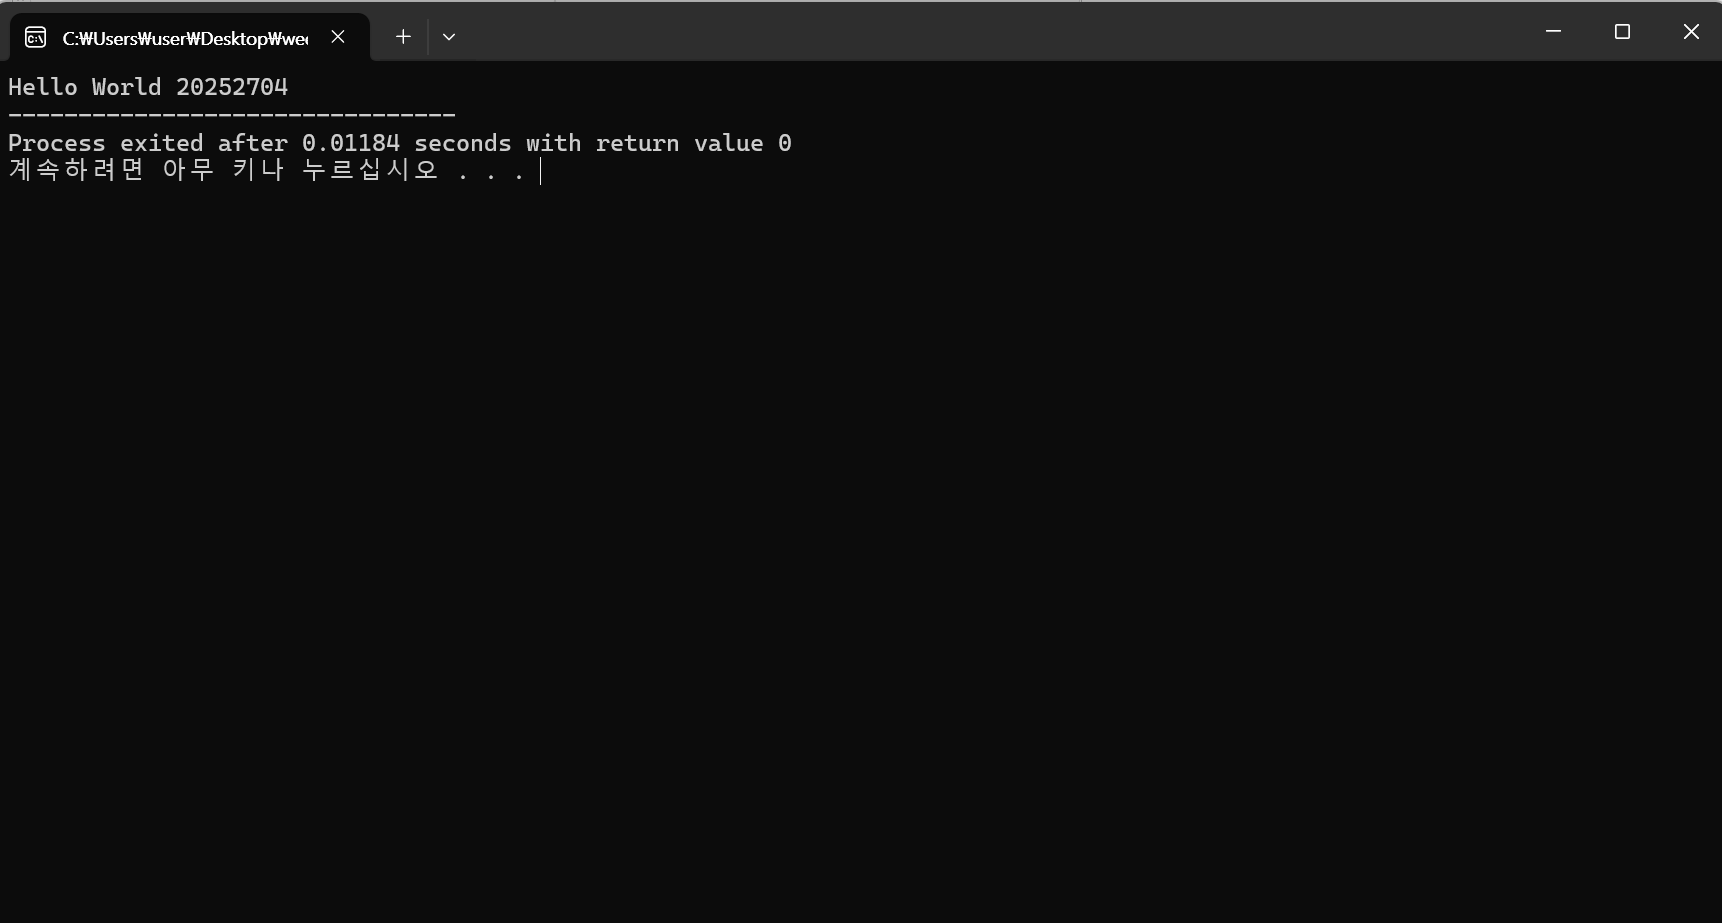 C:₩Users₩user₩Desktop₩wee
Hello World 20252704
--------------------------------
Process exited after 0.01184 seconds with return value 0
계속하려면 아무 키나 누르십시오 . . .